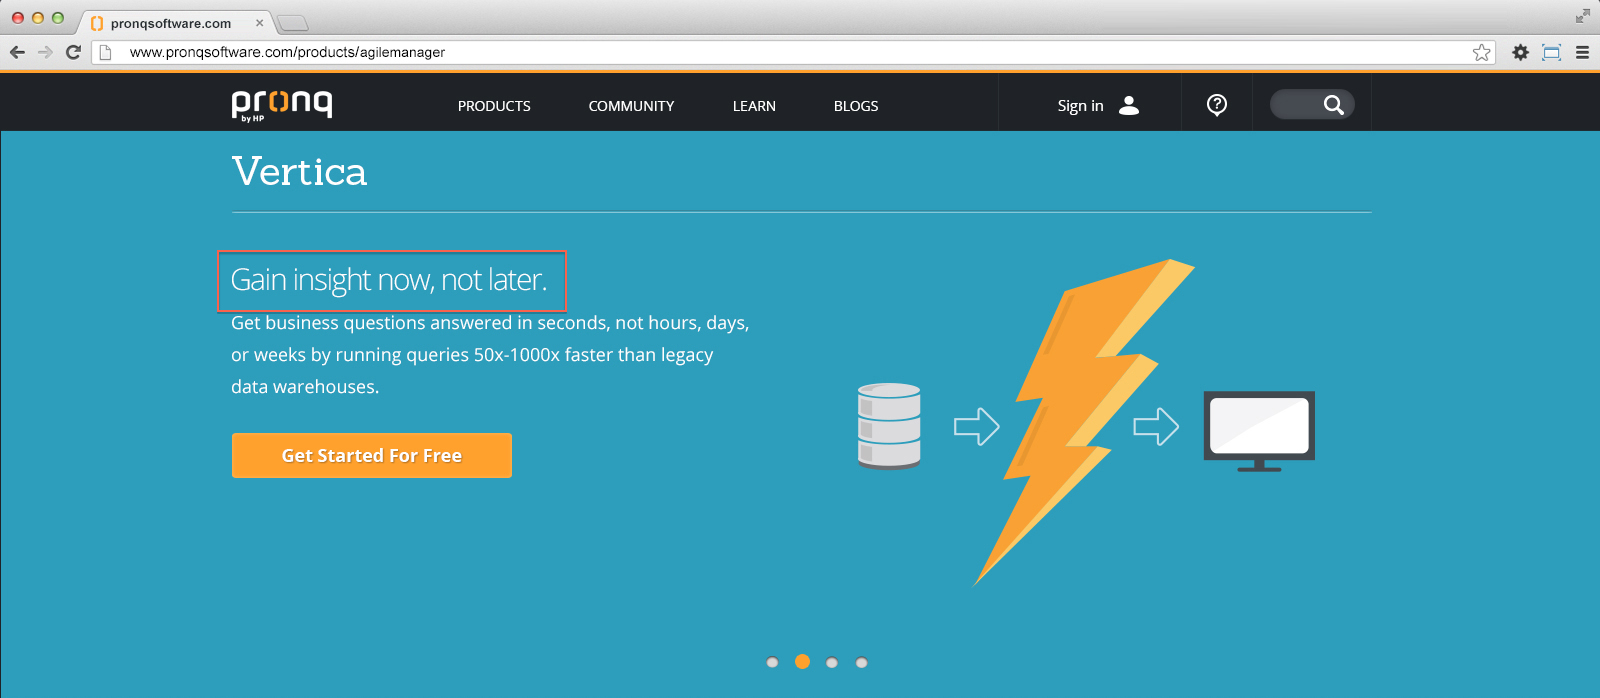 pronqsoftware.com
www.pronqsoftware.com/products/agilemanager
pronq
by HP
PRODUCTS
COMMUNITY
LEARN
BLOGS
Sign in
Vertica
Gain insight now, not later.
Get business questions answered in seconds, not hours, days,
or weeks by running queries 50x-1000x faster than legacy
data warehouses.
Get Started For Free